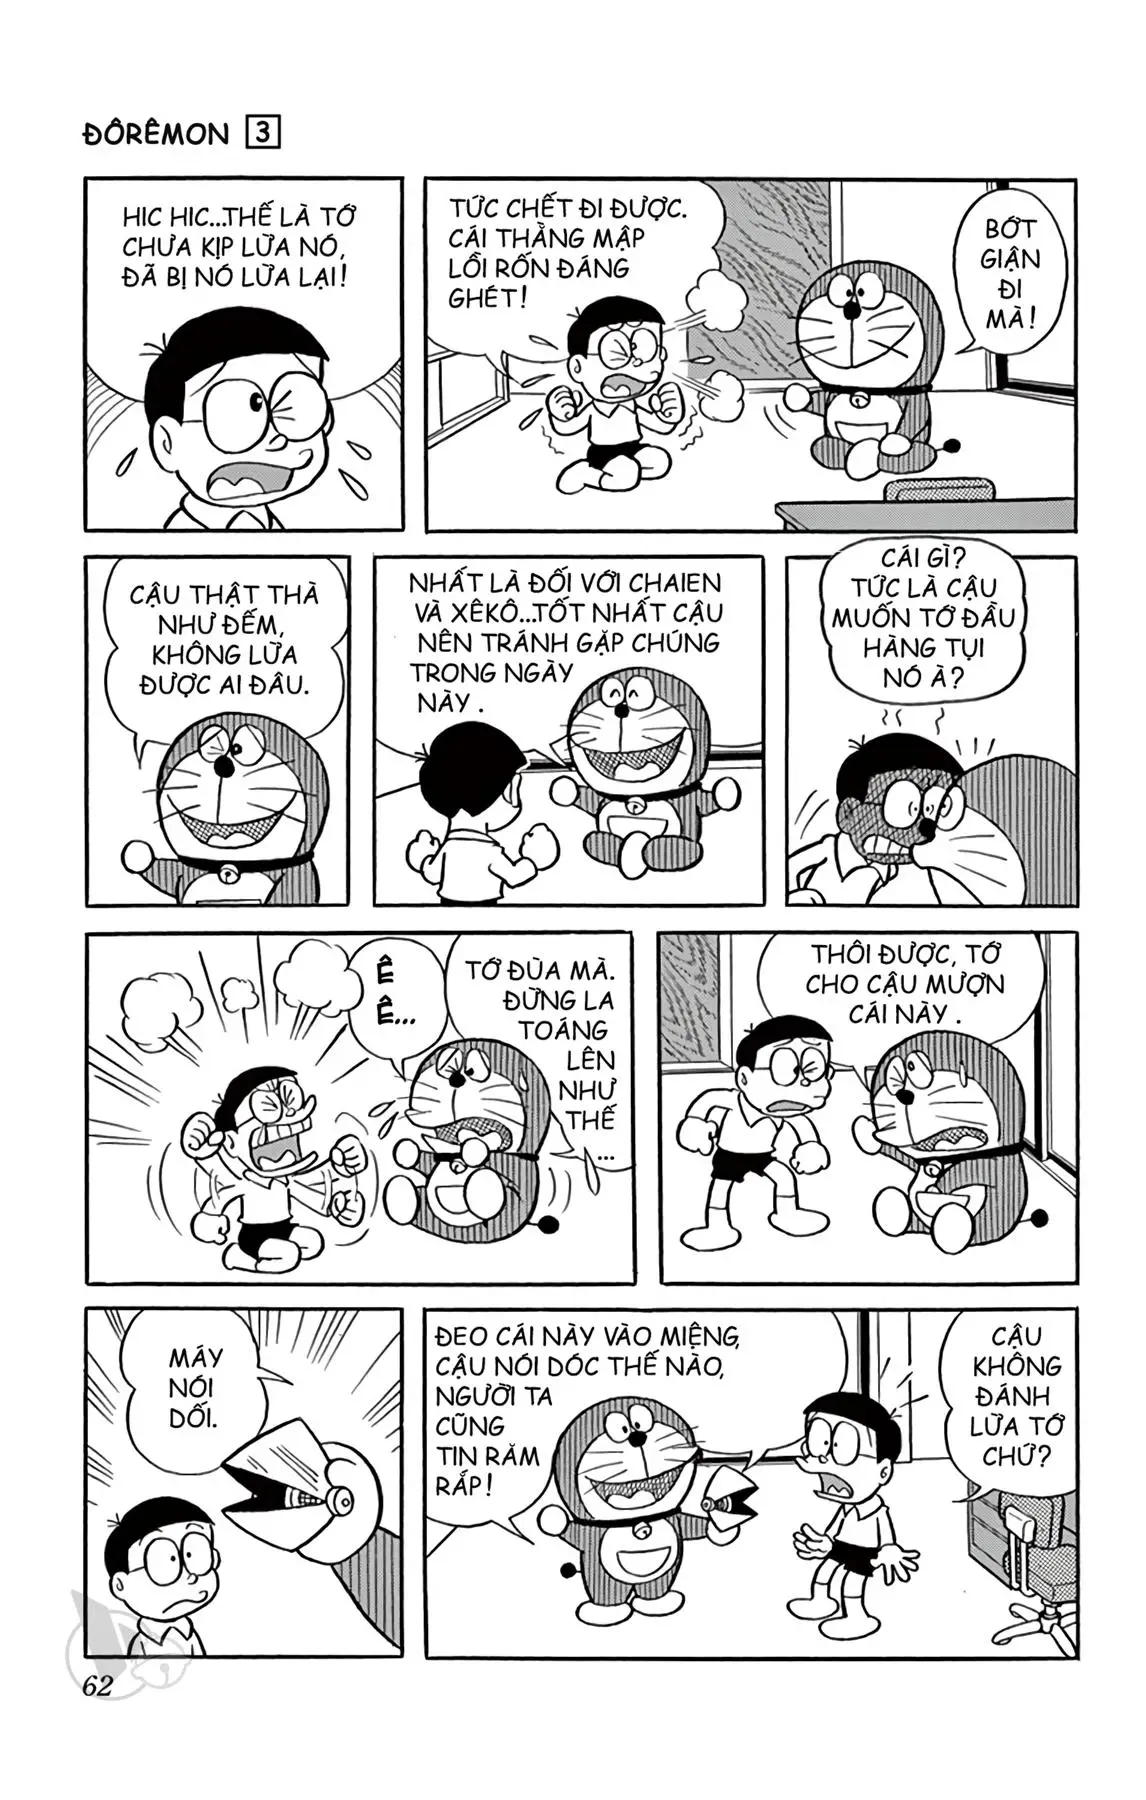 ĐÔRÊMON 3
HIC HIC...THẾ LÀ TỚ
CHƯA KỊP LỪA NÓ,
ĐÃ BỊ NÓ LỪA LẠI!
TỨC CHẾT ĐI ĐƯỢC.
CÁI THẰNG MẬP
LỒI RỐN ĐÁNG
GHÉT!
BỚT
GIẬN
ĐI
MÀ!
CẬU THẬT THÀ
NHƯ ĐẾM,
KHÔNG LỪA
ĐƯỢC AI ĐÂU.
NHẤT LÀ ĐỐI VỚI CHAIEN
VÀ XÊKÔ...TỐT NHẤT CẬU
NÊN TRÁNH GẶP CHÚNG
TRONG NGÀY
NÀY .
CÁI GÌ?
TỨC LÀ CẬU
MUỐN TỚ ĐẦU
HÀNG TỤI
NÓ À?
Ê
Ê...
TỚ ĐÙA MÀ.
ĐỪNG LA
TOÁNG
LÊN
NHƯ
THẾ
...
THÔI ĐƯỢC, TỚ
CHO CẬU MƯỢN
CÁI NÀY .
MÁY
NÓI
DỐI.
ĐEO CÁI NÀY VÀO MIỆNG,
CẬU NÓI DÓC THẾ NÀO,
NGƯỜI TA
CŨNG
TIN RĂM
RẮP!
CẬU
KHÔNG
ĐÁNH
LỪA TỚ
CHỨ?
62